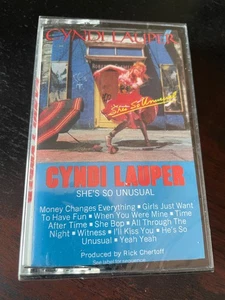 CYNDI LAUPER
She's So Unusual
CYNDI LAUPER
SHE'S SO UNUSUAL
Money Changes Everything ■ Girls Just Want
To Have Fun ■ When You Were Mine ■ Time
After Time ■ She Bop ■ All Through The
Night ■ Witness ■ I'll Kiss You ■ He's So
Unusual ■ Yeah Yeah
Produced by Rick Chertoff